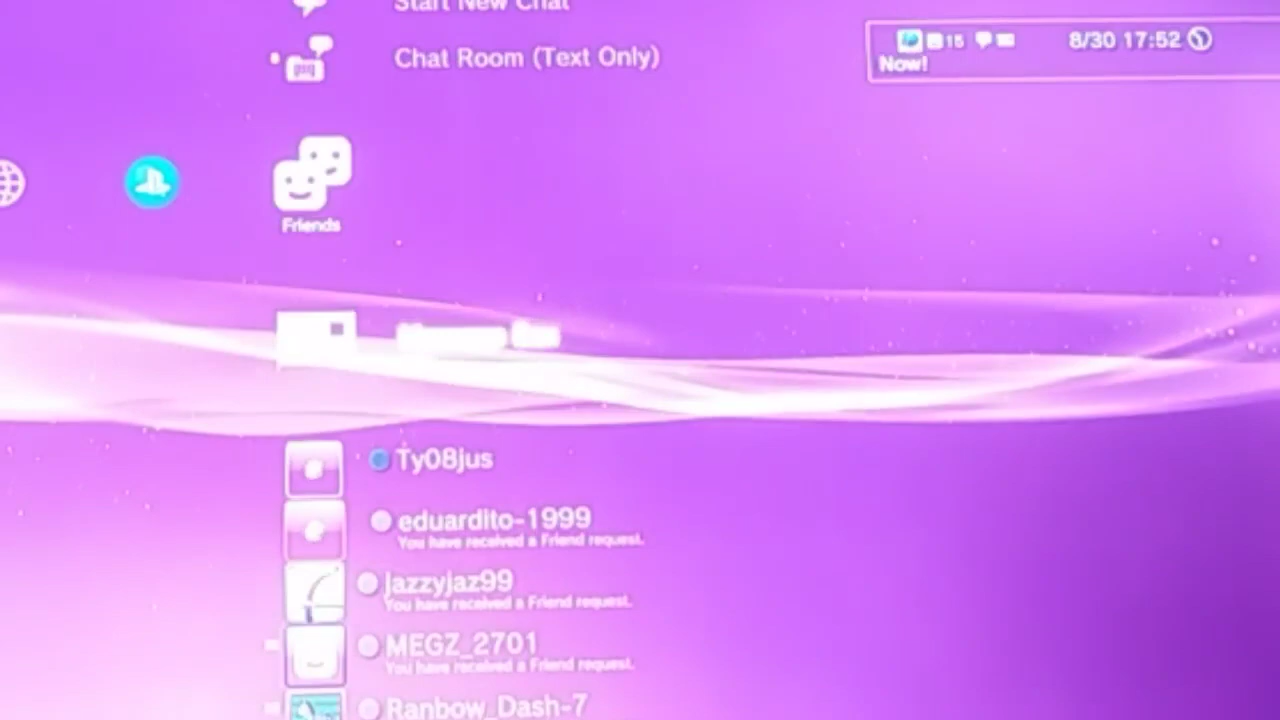 Start New Chat
Chat Room (Text Only)
15
8/30 17:52
Now!
Friends
Ty08jus
eduardito-1999
You have received a Friend request.
jazzyjaz99
You have received a Friend request.
MEGZ_2701
You have received a Friend request.
Ranbow_Dash-7